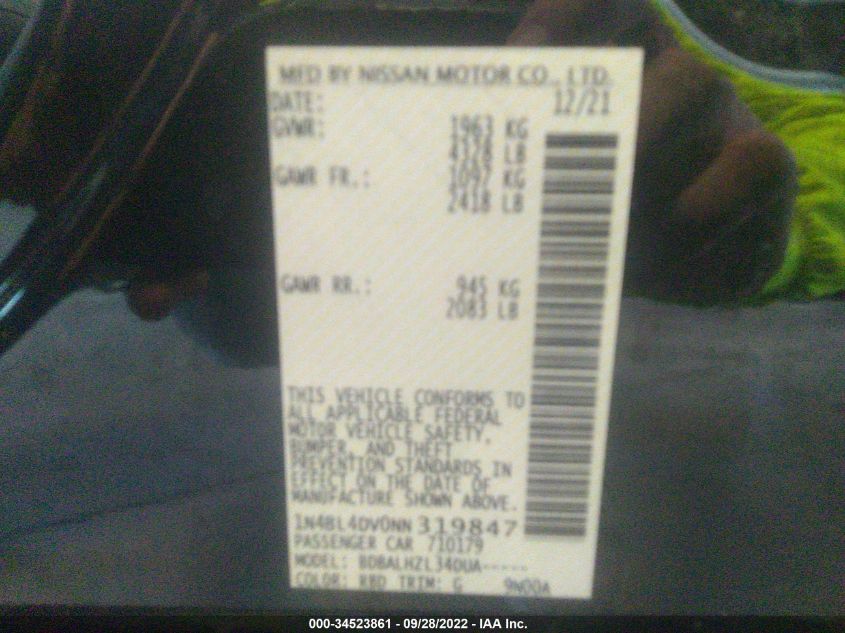 MFD BY NISSAN MOTOR CO., LTD.
DATE: 12/21
GVWR: 1963 KG
4328 LB
GAWR FR.: 1097 KG
2418 LB
GAWR RR.: 945 KG
2083 LB
THIS VEHICLE CONFORMS TO
ALL APPLICABLE FEDERAL
MOTOR VEHICLE SAFETY,
BUMPER, AND THEFT
PREVENTION STANDARDS IN
EFFECT ON THE DATE OF
MANUFACTURE SHOWN ABOVE.
1N4BL4DV0NN319847
PASSENGER CAR 710179
MODEL: BDBALHZL34DUA-----
COLOR: RBD TRIM: G 9N00A
000-34523861 - 09/28/2022 - IAA Inc.